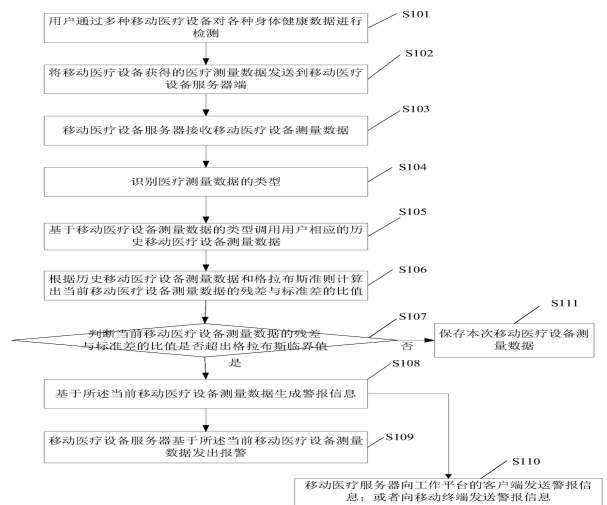 S101
用户通过多种移动医疗设备对各种身体健康数据进行
检测
S102
将移动医疗设备获得的医疗测量数据发送到移动医疗
设备服务器端
S103
移动医疗设备服务器接收移动医疗设备测量数据
S104
识别医疗测量数据的类型
S105
基于移动医疗设备测量数据的类型调用用户相应的历
史移动医疗设备测量数据
S106
根据历史移动医疗设备测量数据和格拉布斯准则计算
出当前移动医疗设备测量数据的残差与标准差的比值
S107
判断当前移动医疗设备测量数据的残差
与标准差的比值是否超出格拉布斯临界值
否
S111
保存本次移动医疗设备测
量数据
是
S108
基于所述当前移动医疗设备测量数据生成警报信息
S109
移动医疗设备服务器基于所述当前移动医疗设备测量
数据发出报警
S110
移动医疗服务器向工作平台的客户端发送警报信
息；或者向移动终端发送警报信息